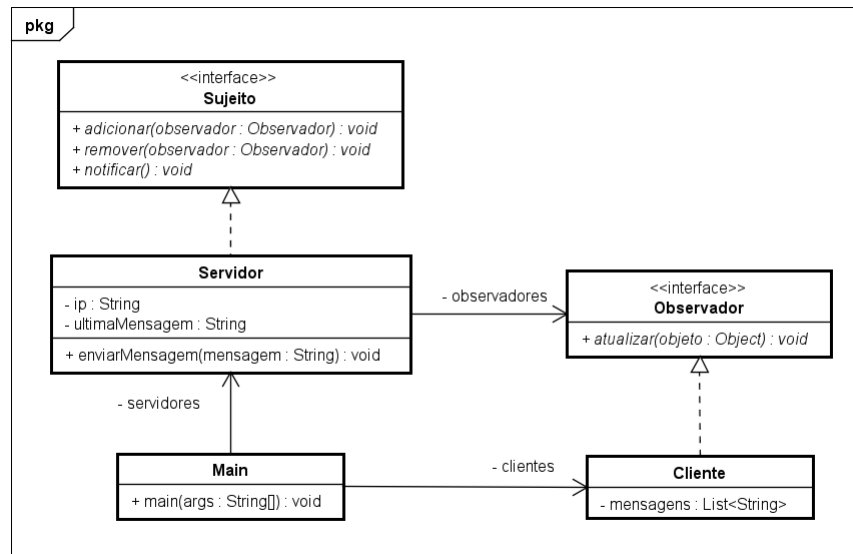 pkg
<<interface>>
Sujeito
+ adicionar(observador : Observador) : void
+ remover(observador : Observador) : void
+ notificar() : void
Servidor
- ip : String
- ultimaMensagem : String
+ enviarMensagem(mensagem : String) : void
- observadores
<<interface>>
Observador
+ atualizar(objeto : Object) : void
- servidores
Main
+ main(args : String[]) : void
- clientes
Cliente
- mensagens : List<String>